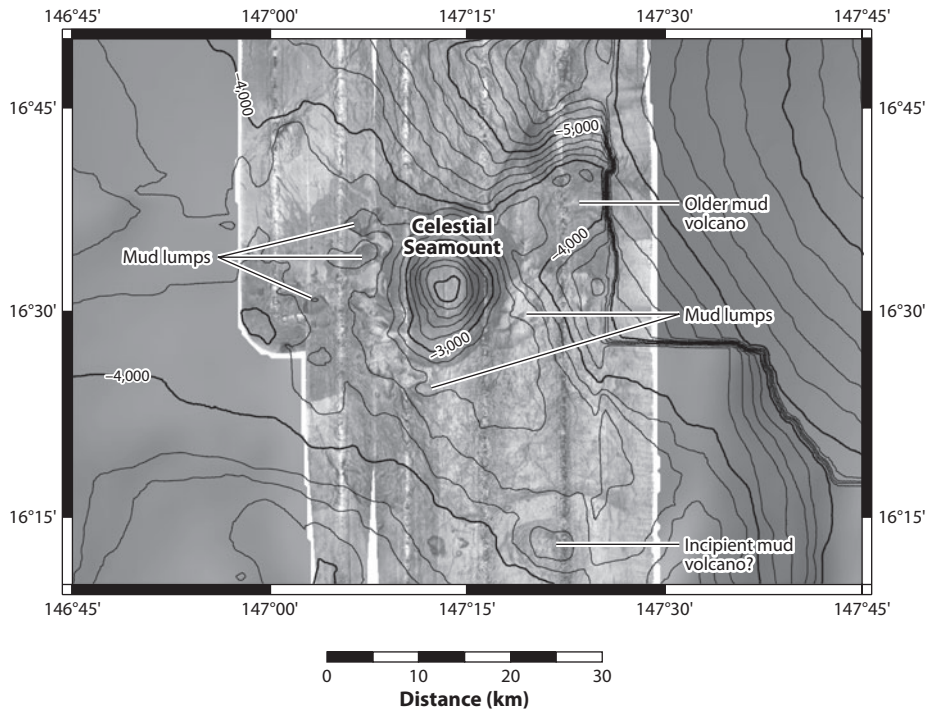 146°45'
147°00'
147°15'
147°30'
147°45'
–4,000
16°45'
16°45'
–5,000
Older mud
volcano
Celestial
Seamount
–4,000
Mud lumps
16°30'
16°30'
Mud lumps
–3,000
–4,000
16°15'
16°15'
Incipient mud
volcano?
146°45'
147°00'
147°15'
147°30'
147°45'
0
10
20
30
Distance (km)